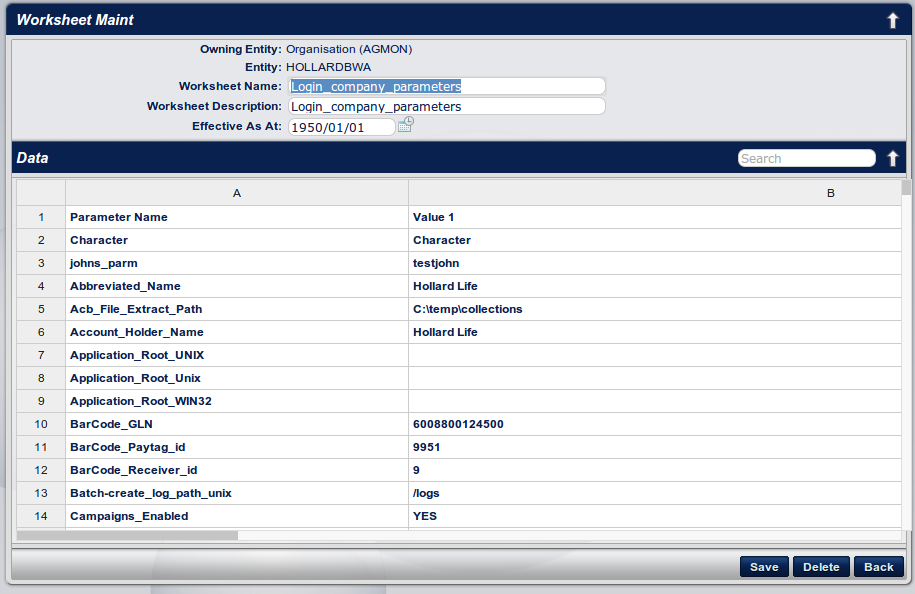 Worksheet Maint
Owning Entity: Organisation (AGMON)
Entity: HOLLARDBWA
Worksheet Name: Login_company_parameters
Worksheet Description: Login_company_parameters
Effective As At: 1950/01/01
Data Search
A B
1 Parameter Name Value 1
2 Character Character
3 johns_parm testjohn
4 Abbreviated_Name Hollard Life
5 Acb_File_Extract_Path C:\temp\collections
6 Account_Holder_Name Hollard Life
7 Application_Root_UNIX
8 Application_Root_Unix
9 Application_Root_WIN32
10 BarCode_GLN 6008800124500
11 BarCode_Paytag_id 9951
12 BarCode_Receiver_id 9
13 Batch-create_log_path_unix /logs
14 Campaigns_Enabled YES
Save Delete Back